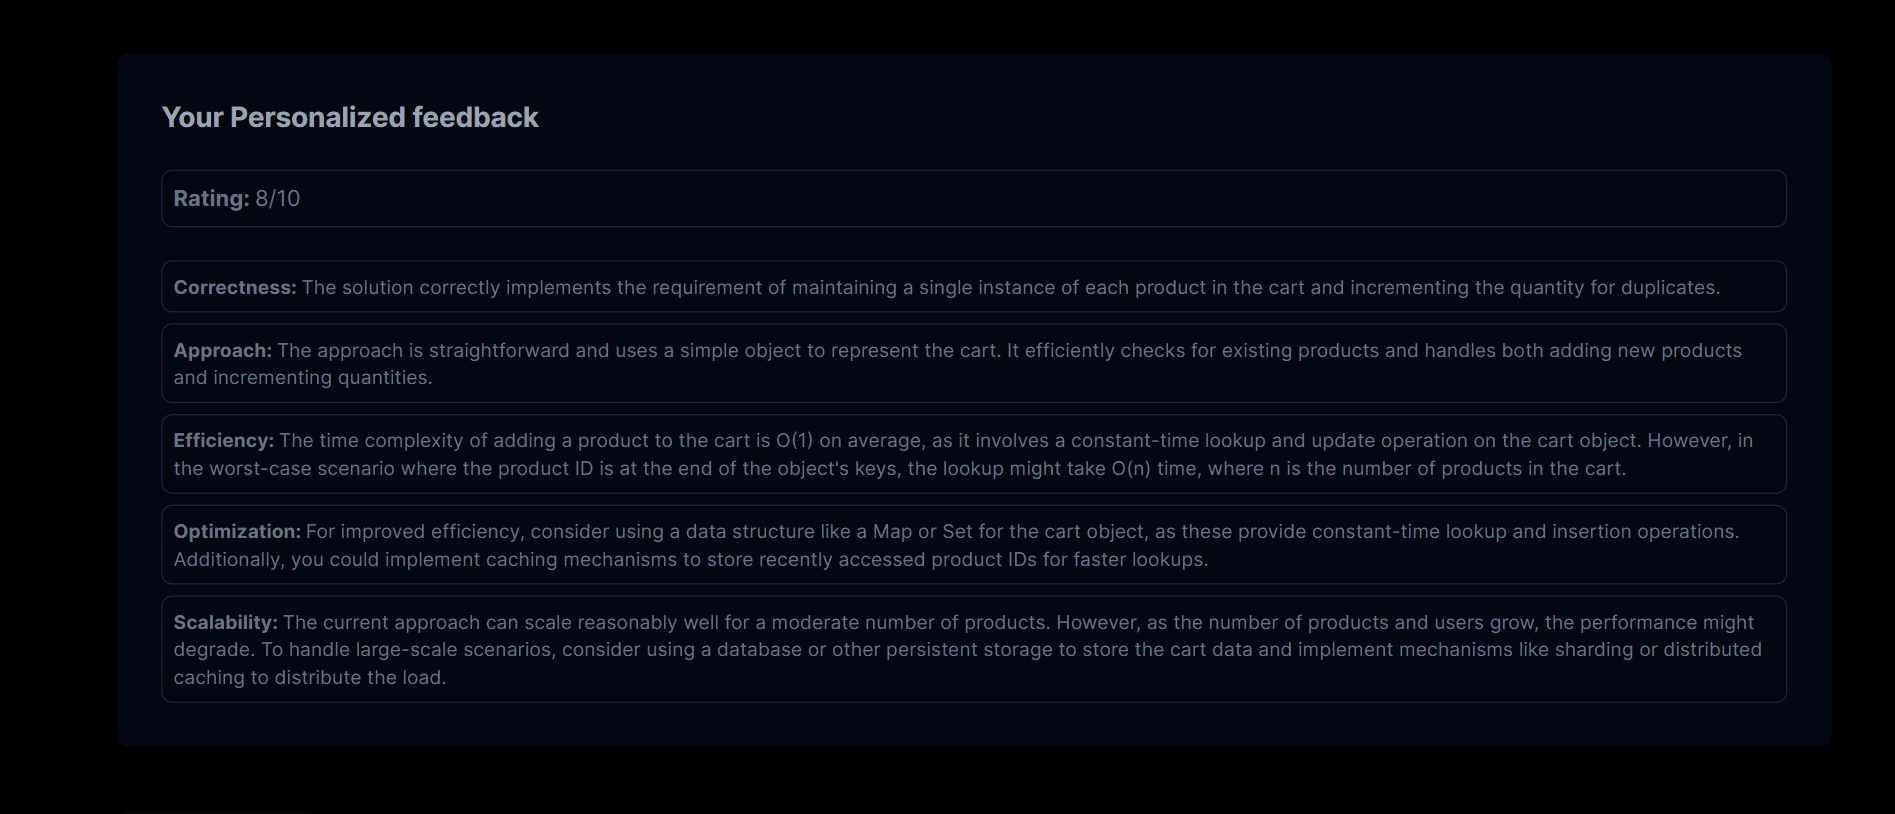 Your Personalized feedback
Rating: 8/10
Correctness: The solution correctly implements the requirement of maintaining a single instance of each product in the cart and incrementing the quantity for duplicates.
Approach: The approach is straightforward and uses a simple object to represent the cart. It efficiently checks for existing products and handles both adding new products
and incrementing quantities.
Efficiency: The time complexity of adding a product to the cart is O(1) on average, as it involves a constant-time lookup and update operation on the cart object. However, in
the worst-case scenario where the product ID is at the end of the object's keys, the lookup might take O(n) time, where n is the number of products in the cart.
Optimization: For improved efficiency, consider using a data structure like a Map or Set for the cart object, as these provide constant-time lookup and insertion operations.
Additionally, you could implement caching mechanisms to store recently accessed product IDs for faster lookups.
Scalability: The current approach can scale reasonably well for a moderate number of products. However, as the number of products and users grow, the performance might
degrade. To handle large-scale scenarios, consider using a database or other persistent storage to store the cart data and implement mechanisms like sharding or distributed
caching to distribute the load.